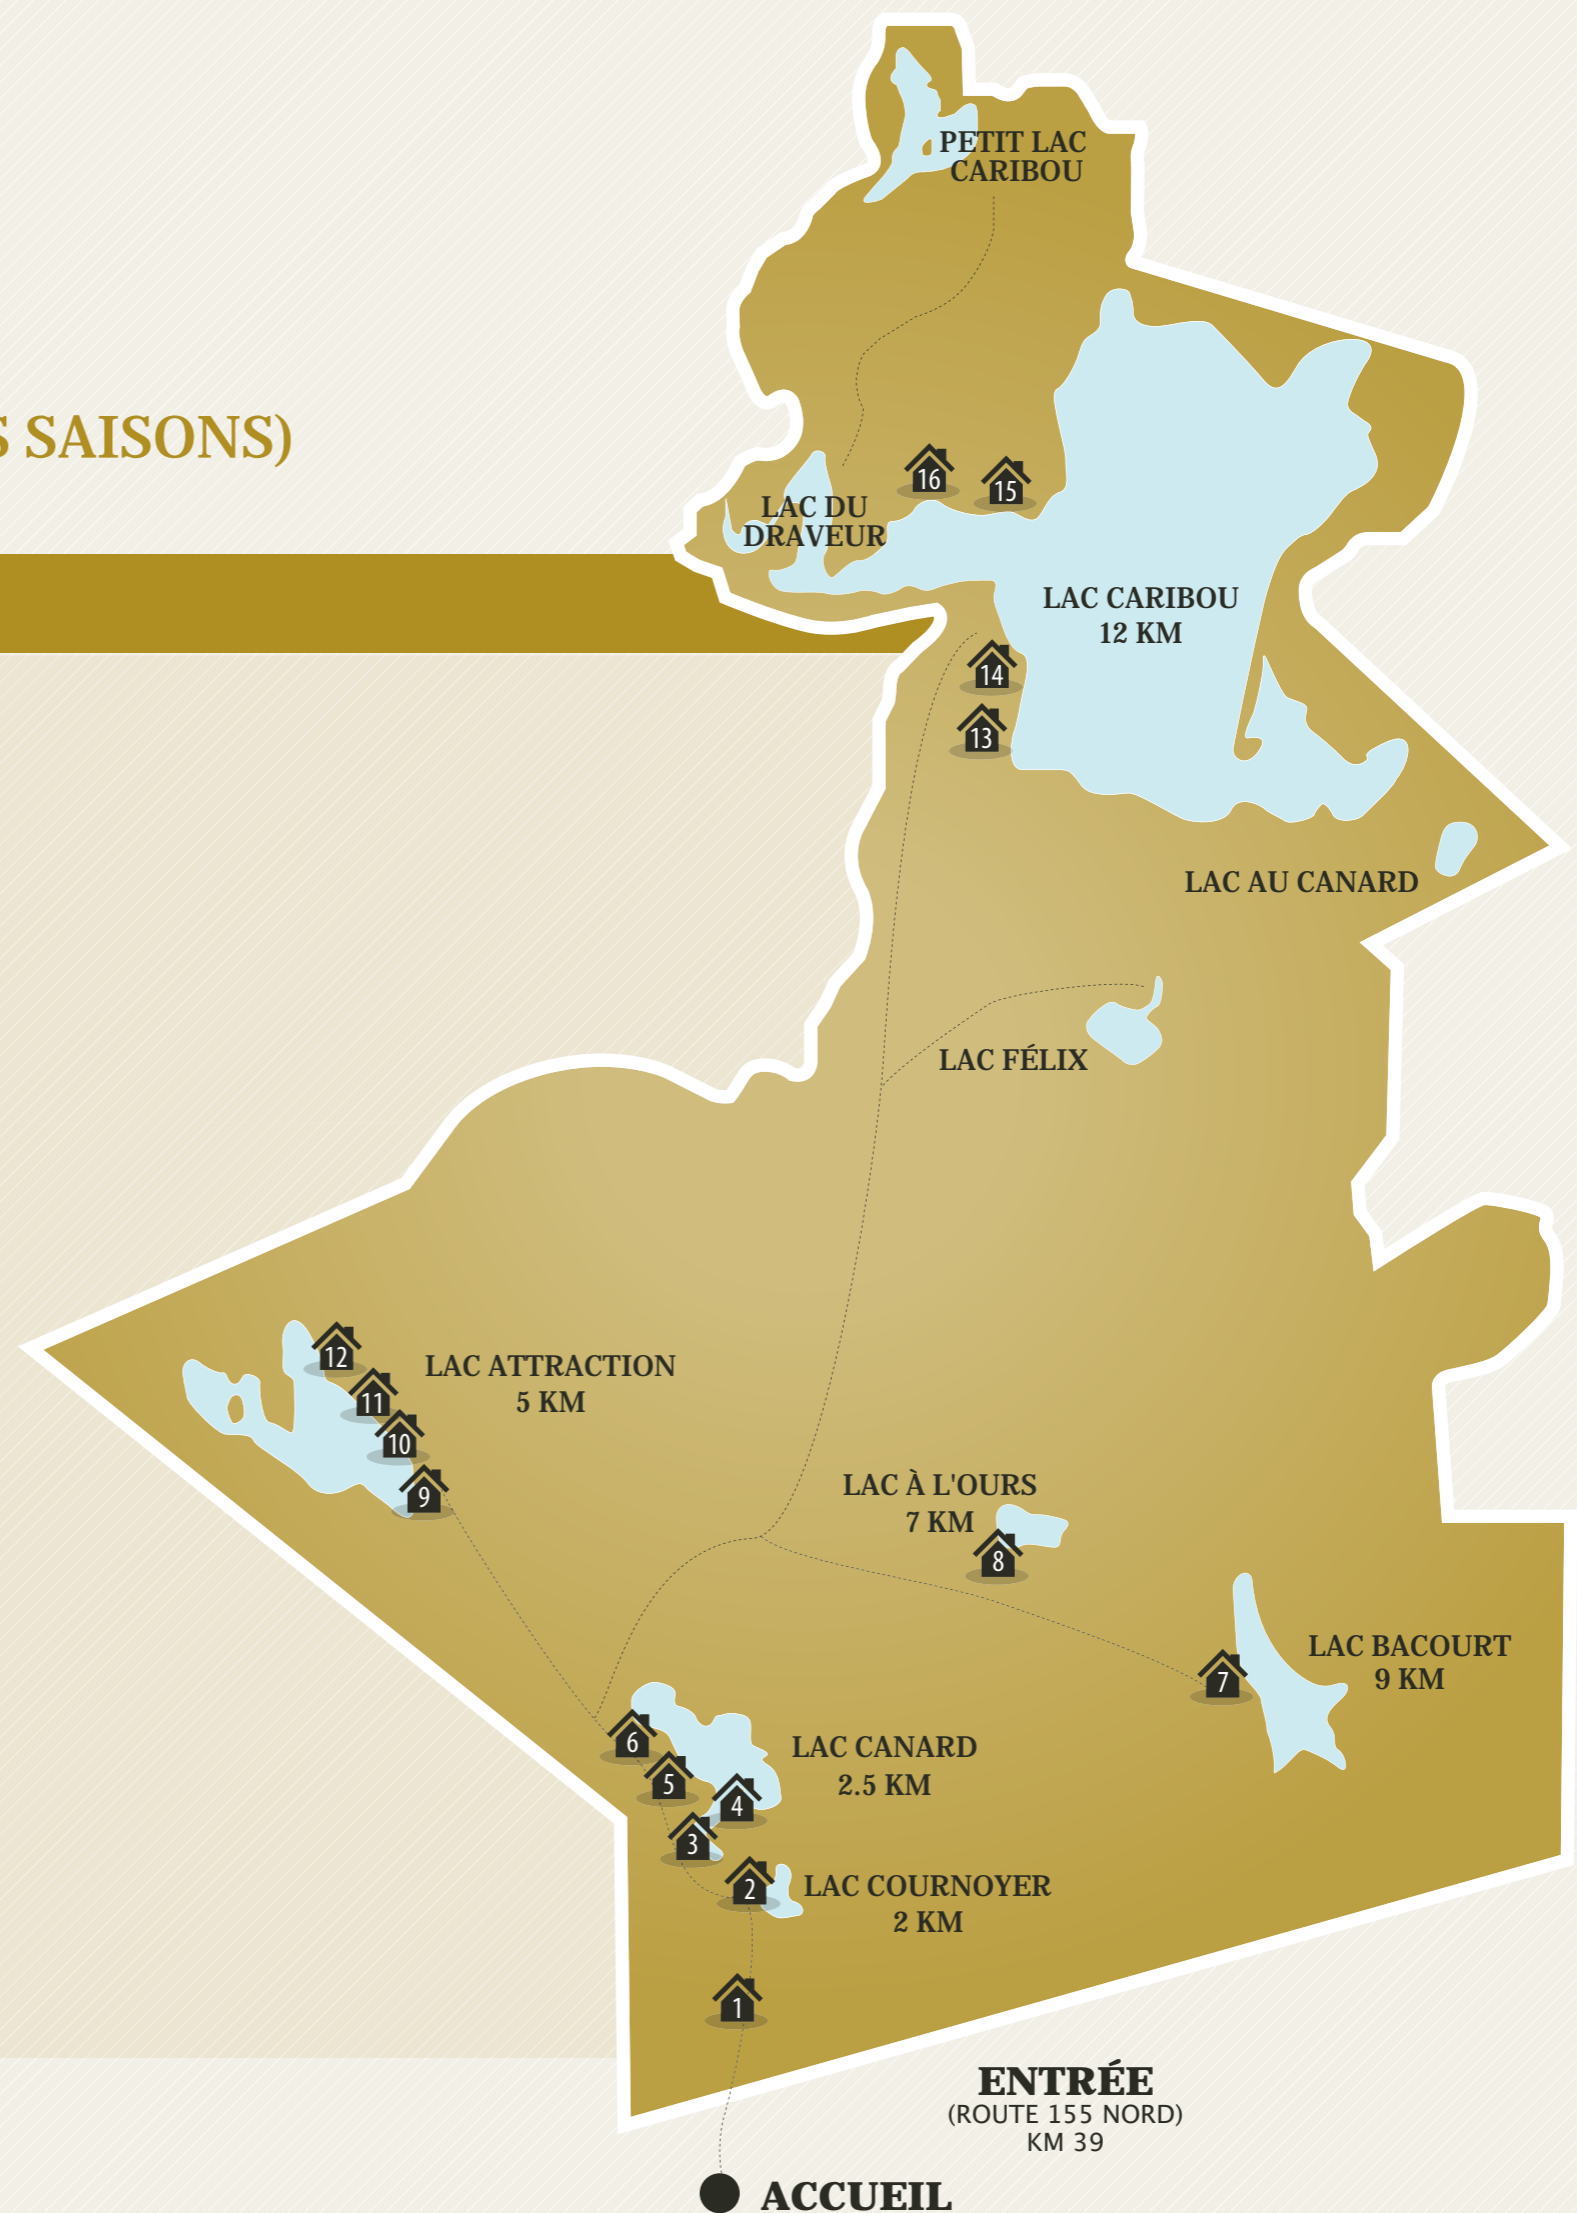 PETIT LAC
CARIBOU
S SAISONS)
16
15
LAC DU
DRAVEUR
LAC CARIBOU
12 KM
14
13
LAC AU CANARD
LAC FÉLIX
12
LAC ATTRACTION
5 KM
11
10
9
LAC À L'OURS
7 KM
8
LAC BACOURT
9 KM
7
6
LAC CANARD
2.5 KM
5
4
3
2
LAC COURNOYER
2 KM
1
ENTRÉE
(ROUTE 155 NORD)
KM 39
ACCUEIL